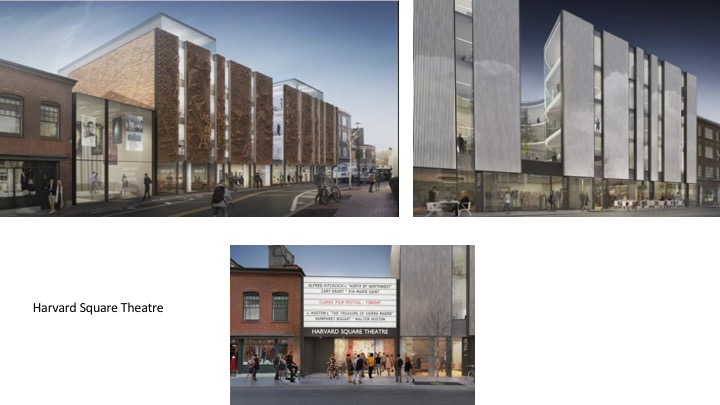 Harvard Square Theatre
ALFRED HITCHCOCK's "NORTH BY NORTHWEST"
CARY GRANT * EVA MARIE SAINT
CLASSIC FILM FESTIVAL - TONIGHT
J. HUSTON's "THE TREASURE OF SIERRA MADRE"
HUMPHREY BOGART * WALTER HUSTON
HARVARD SQUARE THEATRE